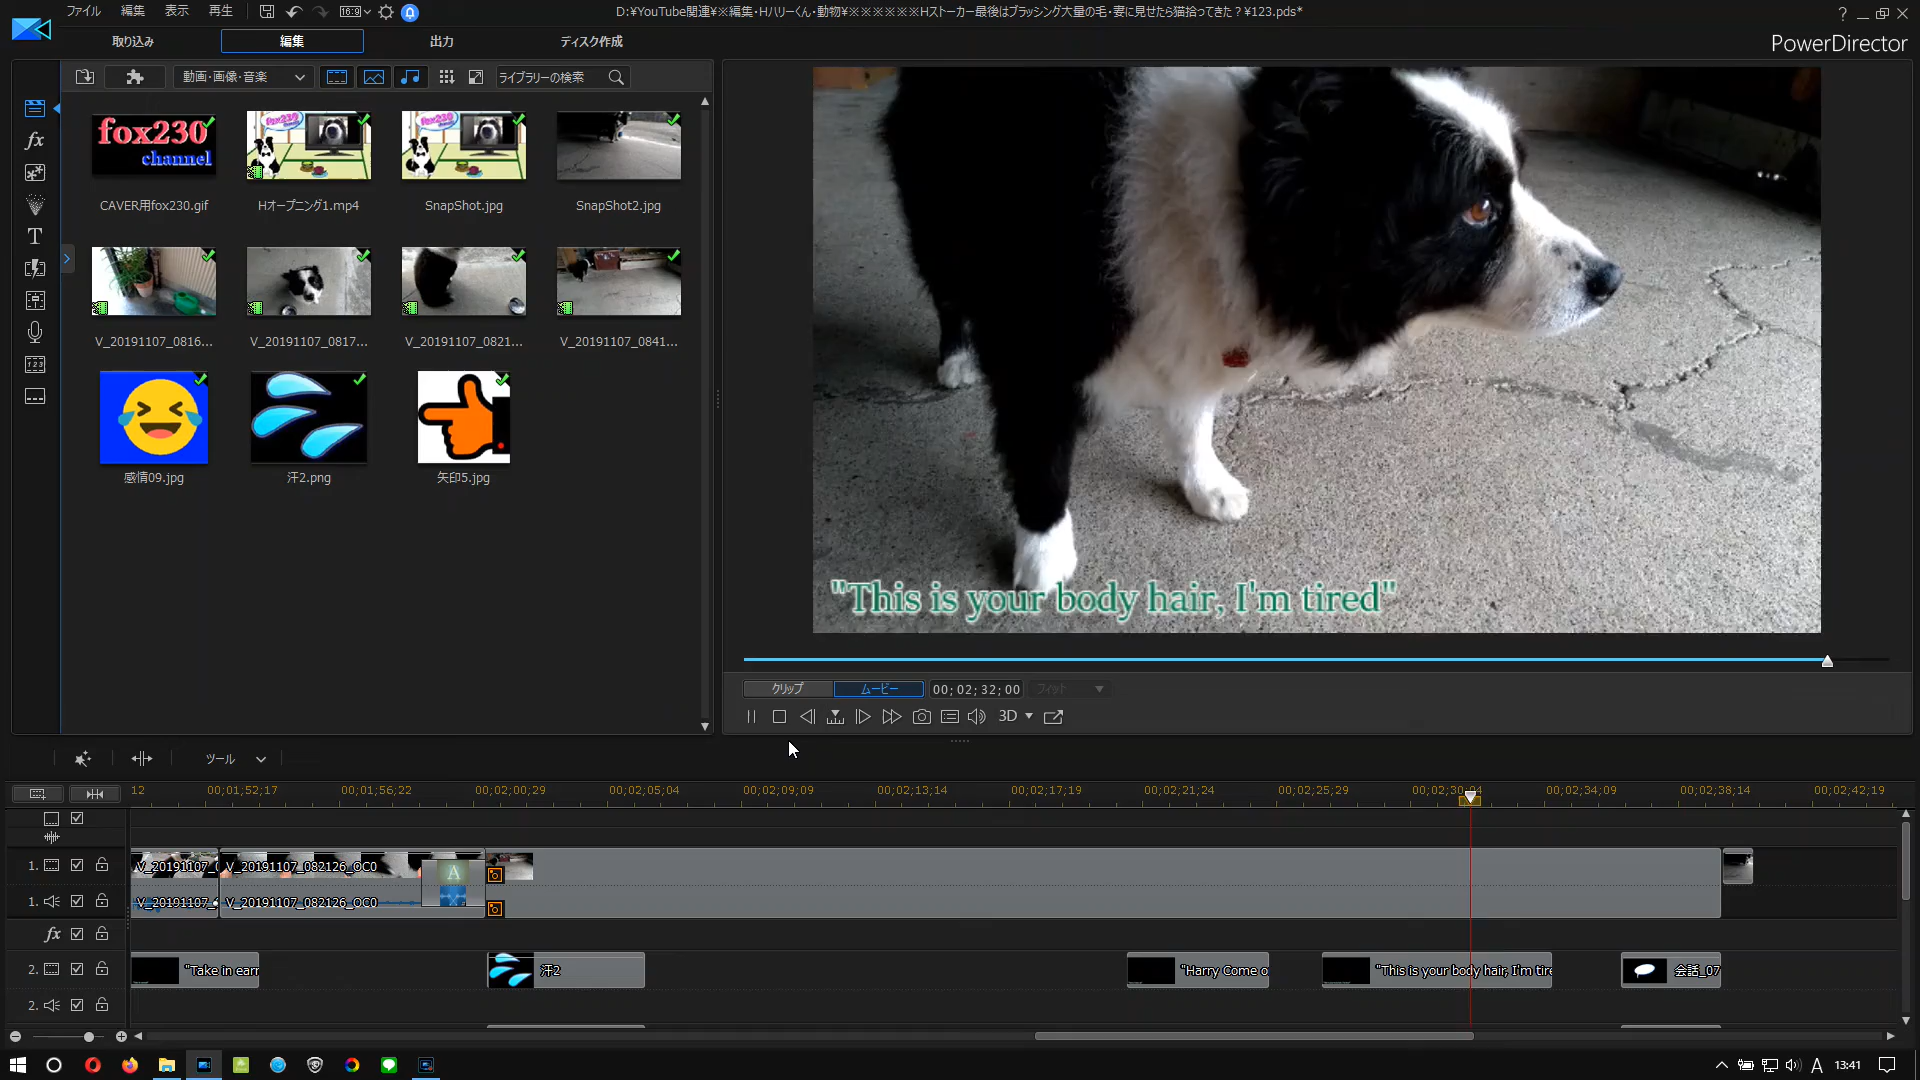 ファイル 編集 表示 再生 16:9 D:¥YouTube関連¥※編集・Hハリーくん・動物¥※※※※※※Hストーカー最後はブラッシング大量の毛・妻に見せたら猫拾ってきた？¥123.pds* ?
取り込み 編集 出力 ディスク作成 PowerDirector
動画・画像・音楽 ライブラリーの検索
fox230
channel
CAVER用fox230.gif Hオープニング1.mp4 SnapShot.jpg SnapShot2.jpg
fx
T
V_20191107_0816... V_20191107_0817... V_20191107_0821... V_20191107_0841...
感情09.jpg 汗2.png 矢印5.jpg
"This is your body hair, I'm tired"
クリップ ムービー 00;02;32;00 フィット
3D
ツール
12 00;01;52;17 00;01;56;22 00;02;00;29 00;02;05;04 00;02;09;09 00;02;13;14 00;02;17;19 00;02;21;24 00;02;25;29 00;02;30;04 00;02;34;09 00;02;38;14 00;02;42;19
1. V_20191107_0 V_20191107_082126_OC0 A
1. V_20191107_ V_20191107_082126_OC0
fx
2. "Take in earn 汗2 "Harry Come o "This is your body hair, I'm tire 会話_07
2.
A 13:41